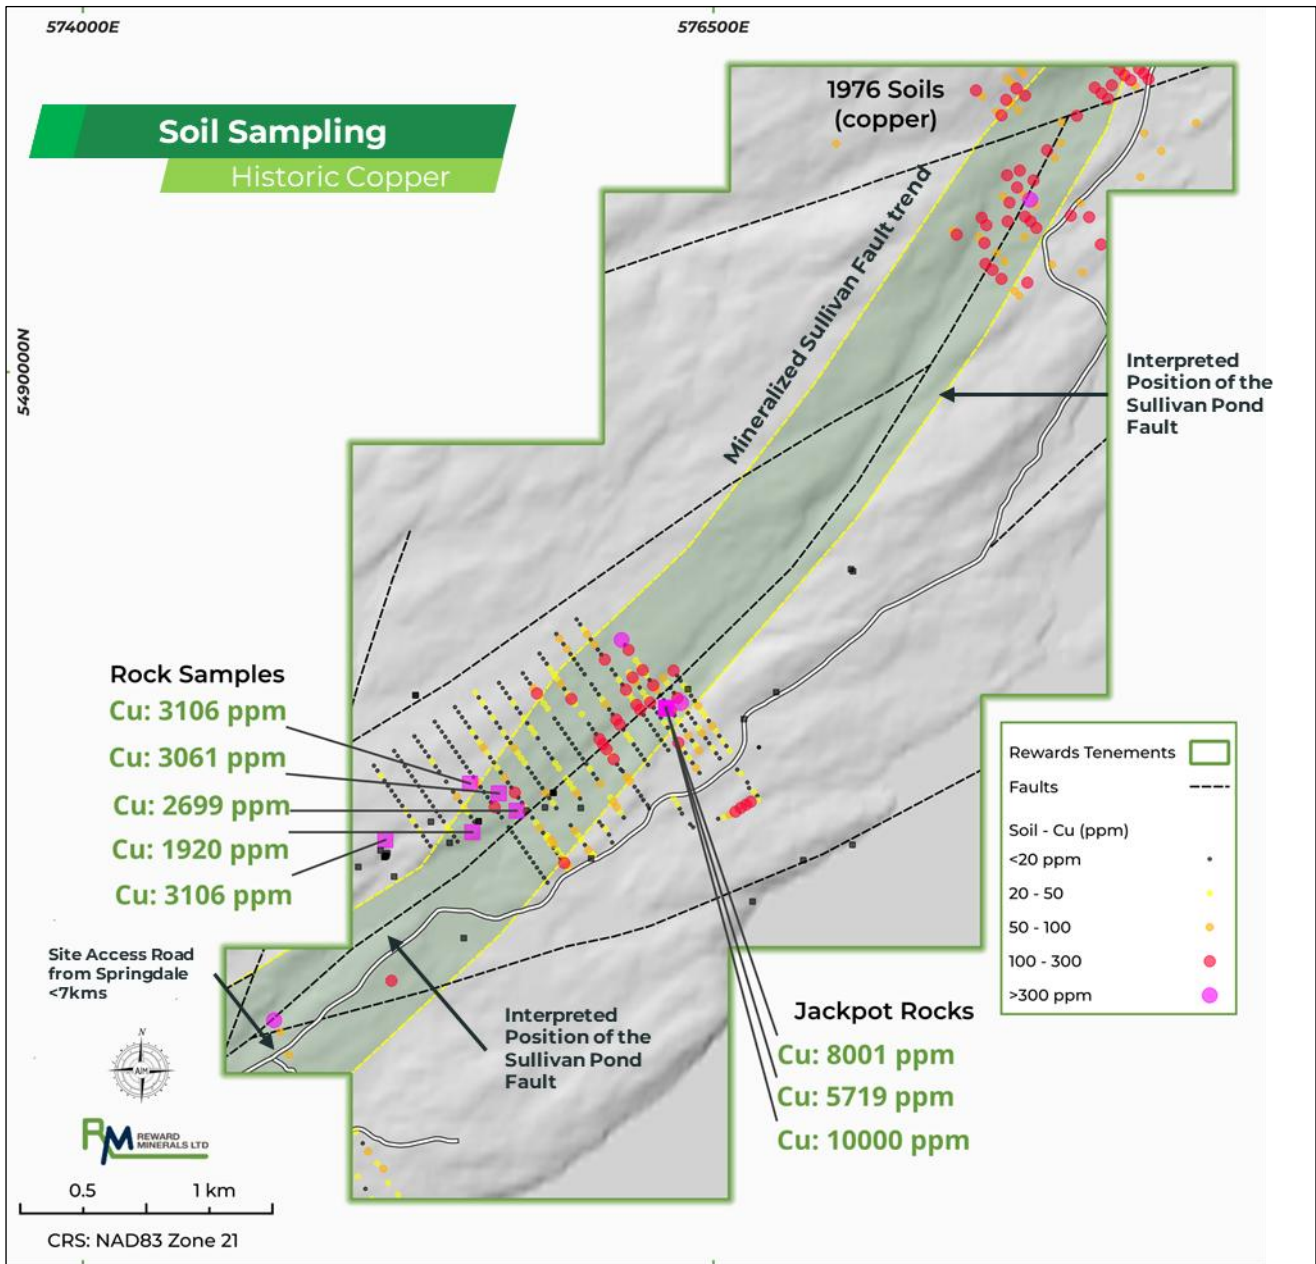 574000E
576500E
5490000N
Soil Sampling
Historic Copper
1976 Soils
(copper)
Mineralized Sullivan Fault trend
Interpreted
Position of the
Sullivan Pond
Fault
Rock Samples
Cu: 3106 ppm
Cu: 3061 ppm
Cu: 2699 ppm
Cu: 1920 ppm
Cu: 3106 ppm
Rewards Tenements
Faults
Soil - Cu (ppm)
<20 ppm
20 - 50
50 - 100
100 - 300
>300 ppm
Site Access Road
from Springdale
<7kms
Interpreted
Position of the
Sullivan Pond
Fault
Jackpot Rocks
Cu: 8001 ppm
Cu: 5719 ppm
Cu: 10000 ppm
N
AIM
RM REWARD
MINERALS LTD
0.5 1 km
CRS: NAD83 Zone 21